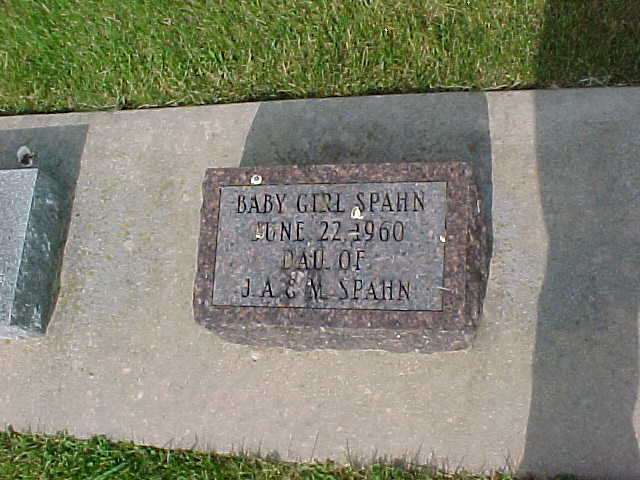 BABY GIRL SPAHN
JUNE 22, 1960
DAU. OF
J. A. & M. SPAHN